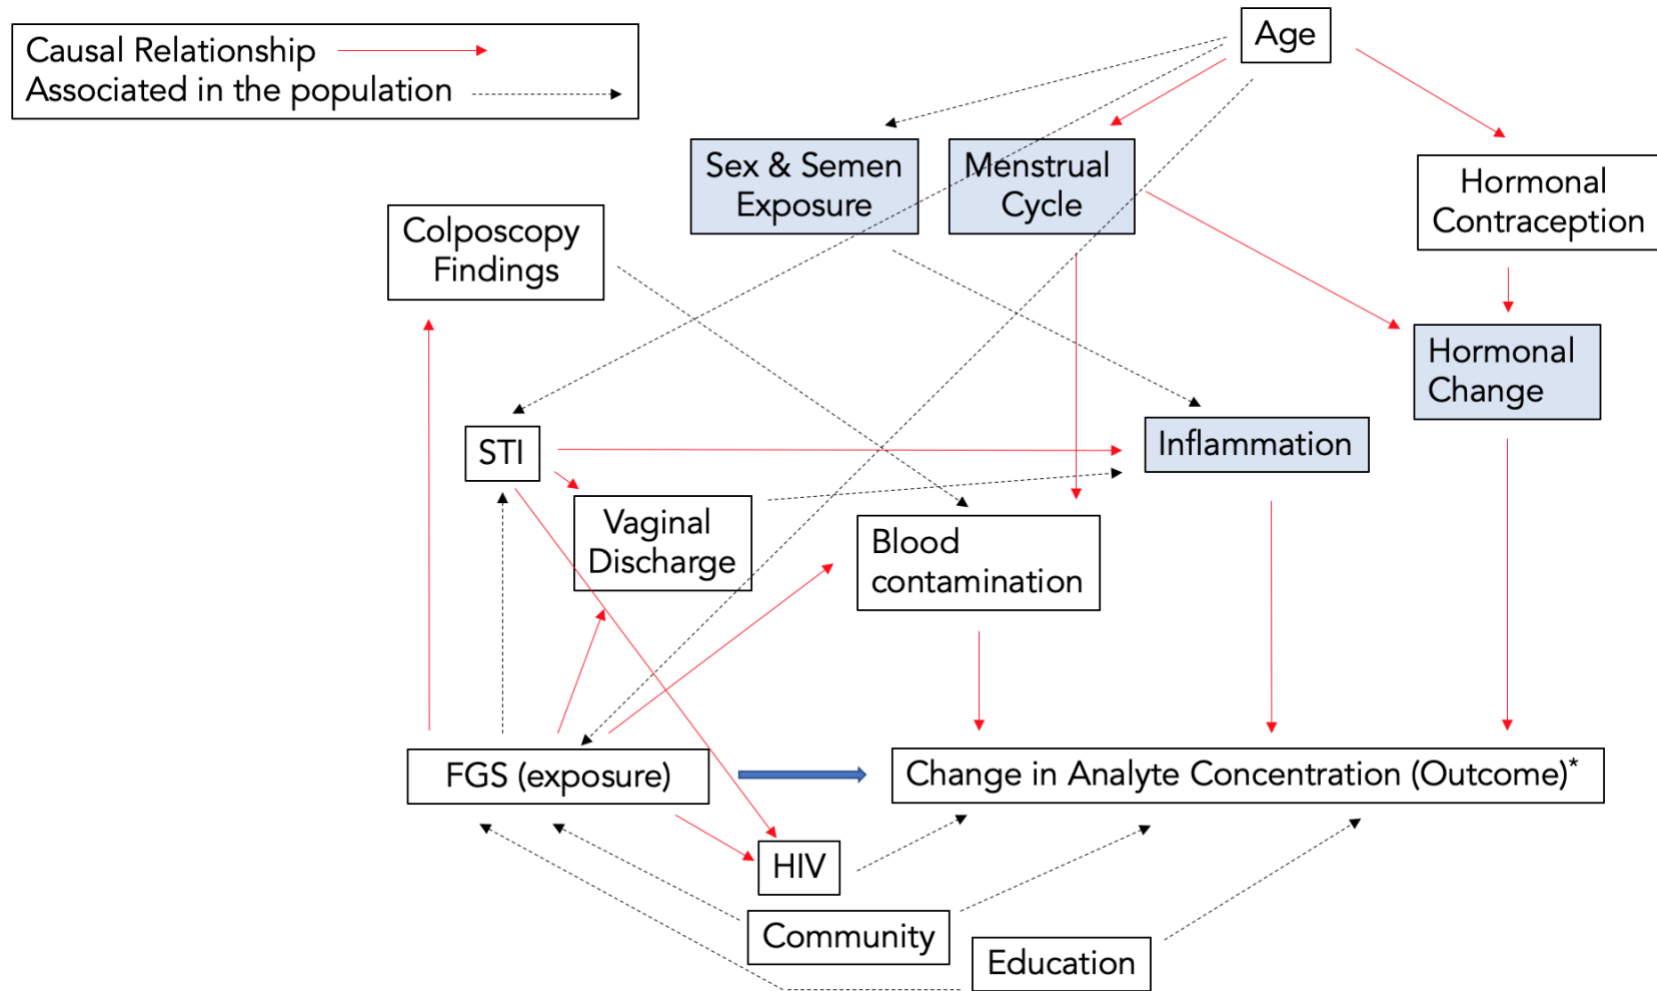 Causal Relationship
Associated in the population
Age
Sex & Semen
Exposure
Menstrual
Cycle
Hormonal
Contraception
Colposcopy
Findings
Hormonal
Change
STI
Inflammation
Vaginal
Discharge
Blood
contamination
FGS (exposure)
Change in Analyte Concentration (Outcome)*
HIV
Community
Education